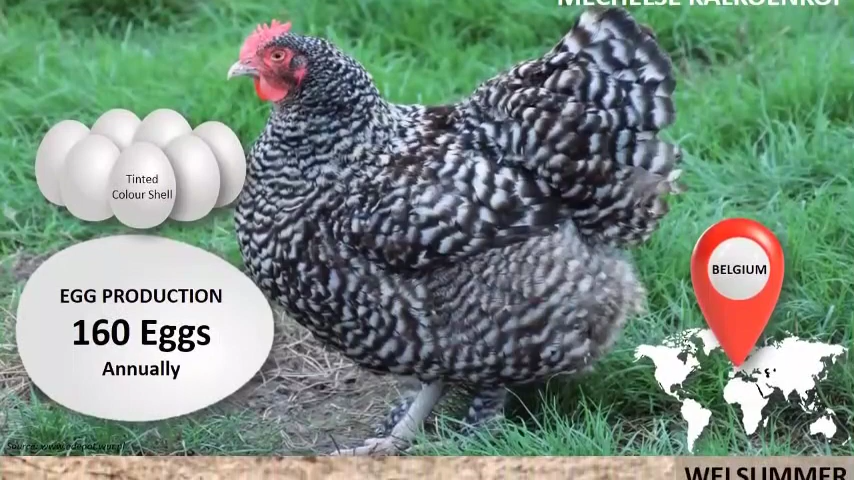 MECHELSE KALKOENKOP
Tinted
Colour Shell
EGG PRODUCTION
160 Eggs
Annually
BELGIUM
WELSUMMER